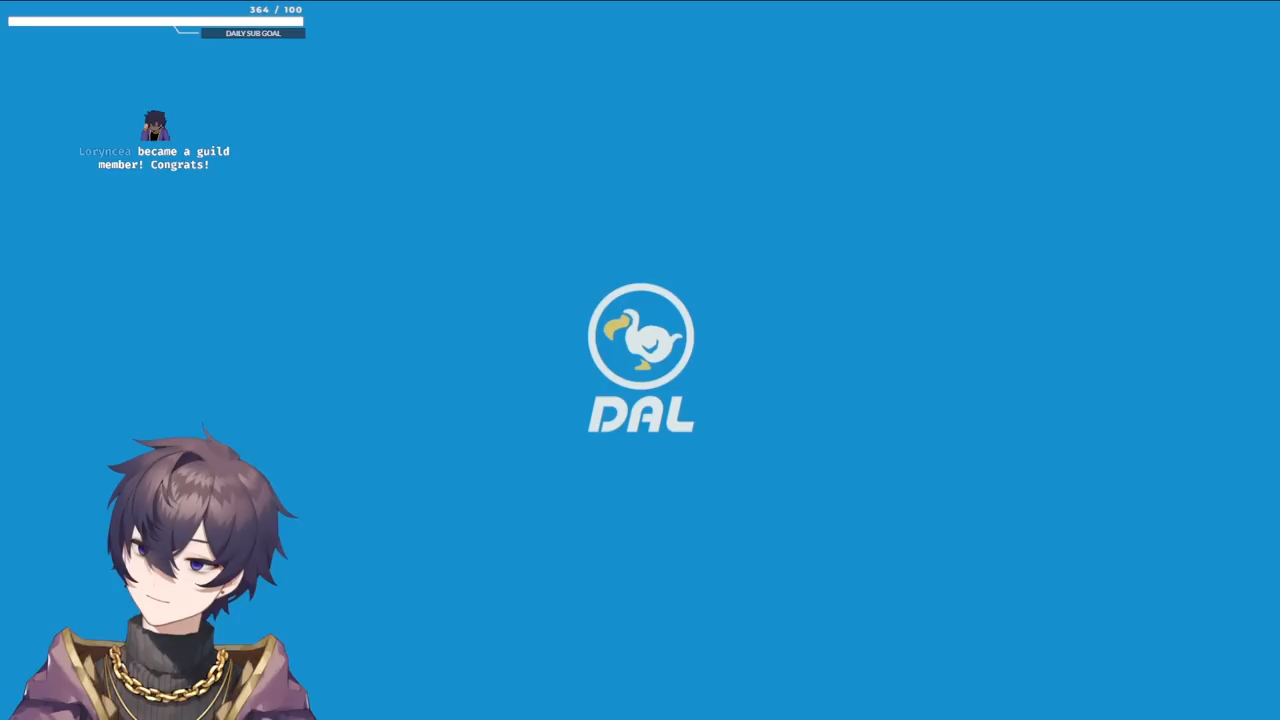 364 / 100
DAILY SUB GOAL
Loryncea became a guild
member! Congrats!
DAL